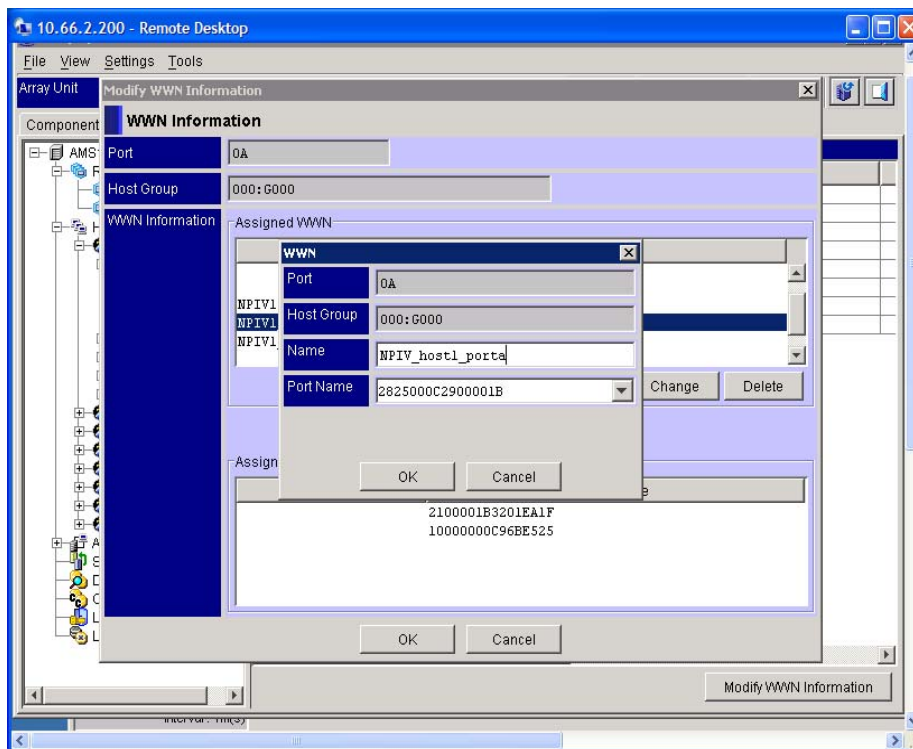 10.66.2.200 - Remote Desktop
File View Settings Tools
Array Unit
Modify WWN Information
Component
WWN Information
AMS
Port
0A
Host Group
000:G000
WWN Information
Assigned WWN
WWN
Port
0A
Host Group
000:G000
Name
NPIV_host1_porta
Port Name
2825000C2900001B
OK
Cancel
NPIV1
NPIV1
NPIV1
Change
Delete
Assign
2100001B3201EA1F
10000000C96BE525
OK
Cancel
Modify WWN Information